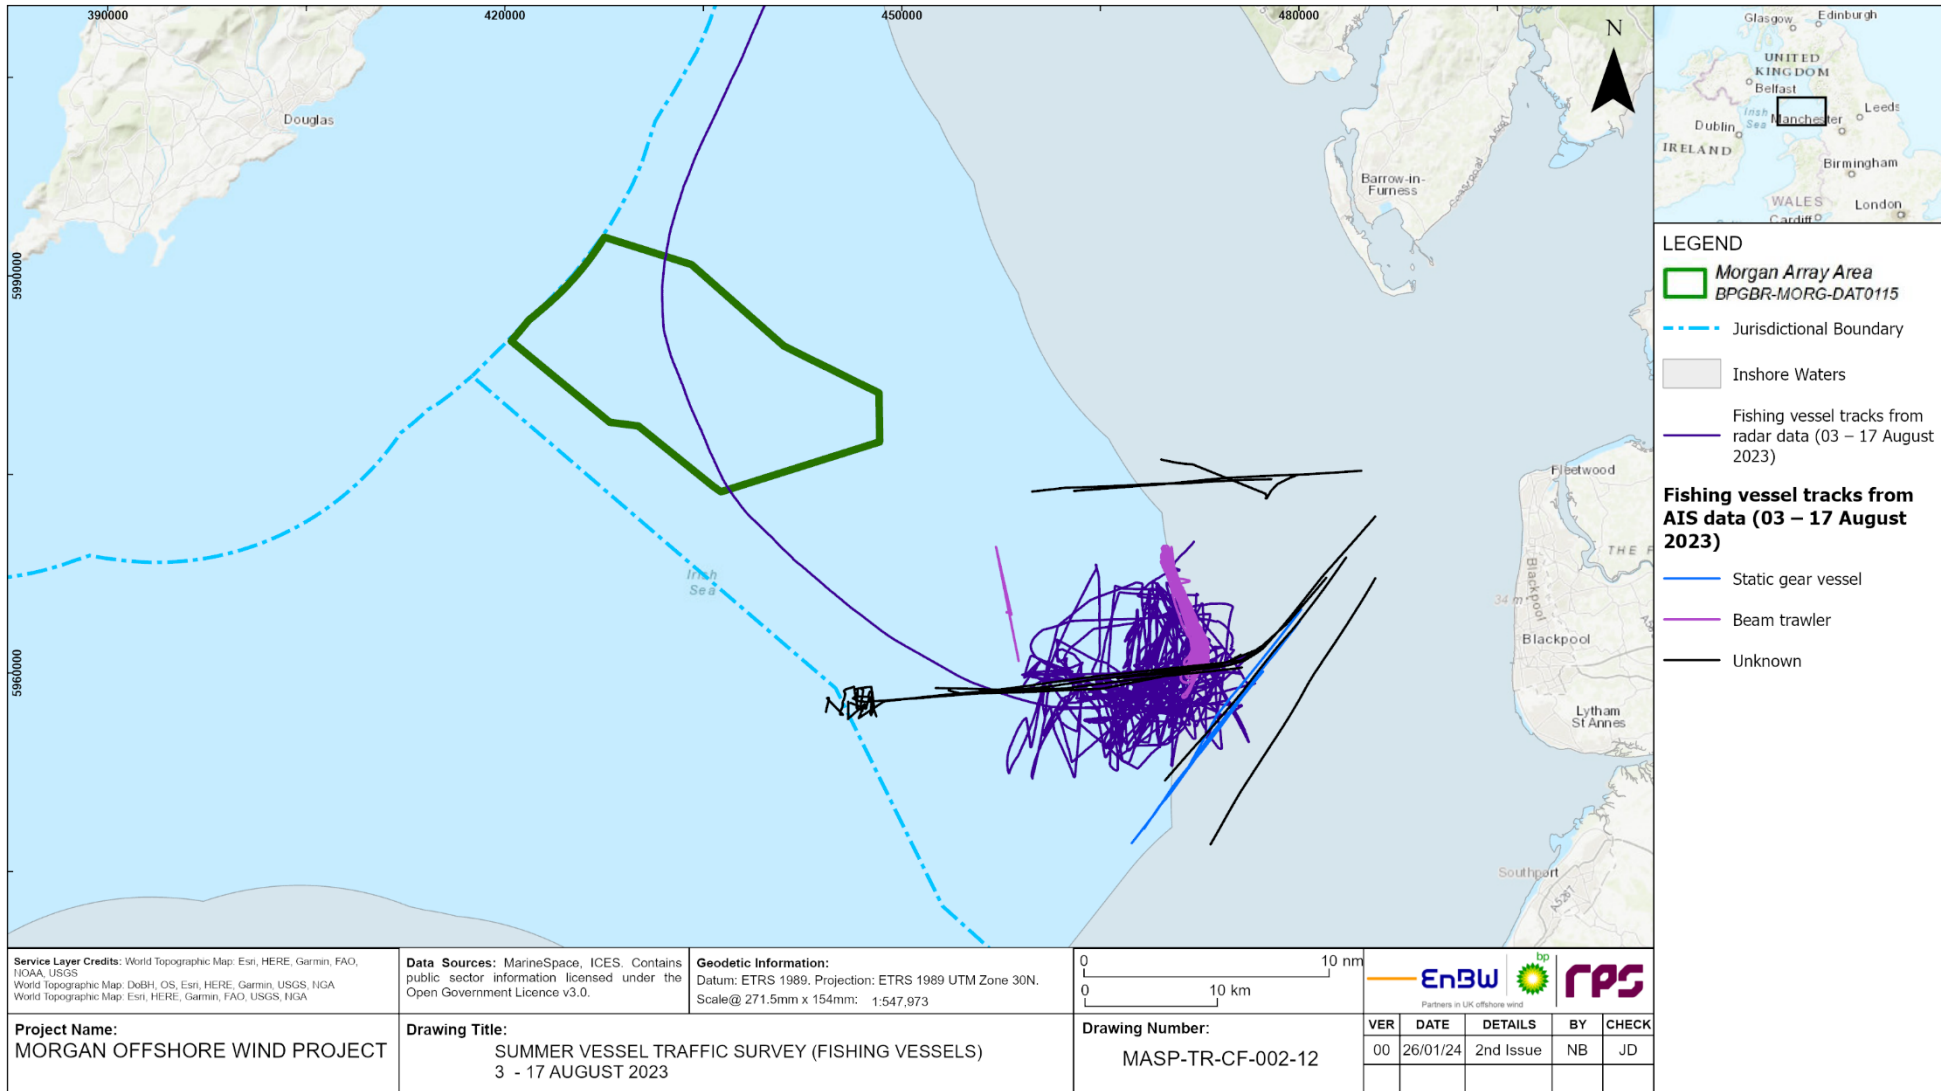 390000
420000
450000
480000
5990000
5960000
N
Douglas
Barrow-in-
Furness
Irish
Sea
Fleetwood
Blackpool
34 m
Blackpool
Lytham
St Annes
Southport
A5267
A5087
Coast Road
Glasgow
Edinburgh
UNITED
KINGDOM
Belfast
Irish
Sea
Dublin
Manchester
Leeds
IRELAND
Birmingham
WALES
Cardiff
London
LEGEND
Morgan Array Area
BPGBR-MORG-DAT0115
Jurisdictional Boundary
Inshore Waters
Fishing vessel tracks from
radar data (03 – 17 August
2023)
Fishing vessel tracks from
AIS data (03 – 17 August
2023)
Static gear vessel
Beam trawler
Unknown
Service Layer Credits: World Topographic Map: Esri, HERE, Garmin, FAO,
NOAA, USGS
World Topographic Map: DoBH, OS, Esri, HERE, Garmin, USGS, NGA
World Topographic Map: Esri, HERE, Garmin, FAO, USGS, NGA
Data Sources: MarineSpace, ICES. Contains
public sector information licensed under the
Open Government Licence v3.0.
Geodetic Information:
Datum: ETRS 1989. Projection: ETRS 1989 UTM Zone 30N.
Scale@ 271.5mm x 154mm: 1:547,973
0 10 nm
0 10 km
EnBW
Partners in UK offshore wind
bp
rps
Project Name:
MORGAN OFFSHORE WIND PROJECT
Drawing Title:
SUMMER VESSEL TRAFFIC SURVEY (FISHING VESSELS)
3 - 17 AUGUST 2023
Drawing Number:
MASP-TR-CF-002-12
VER DATE DETAILS BY CHECK
00 26/01/24 2nd Issue NB JD